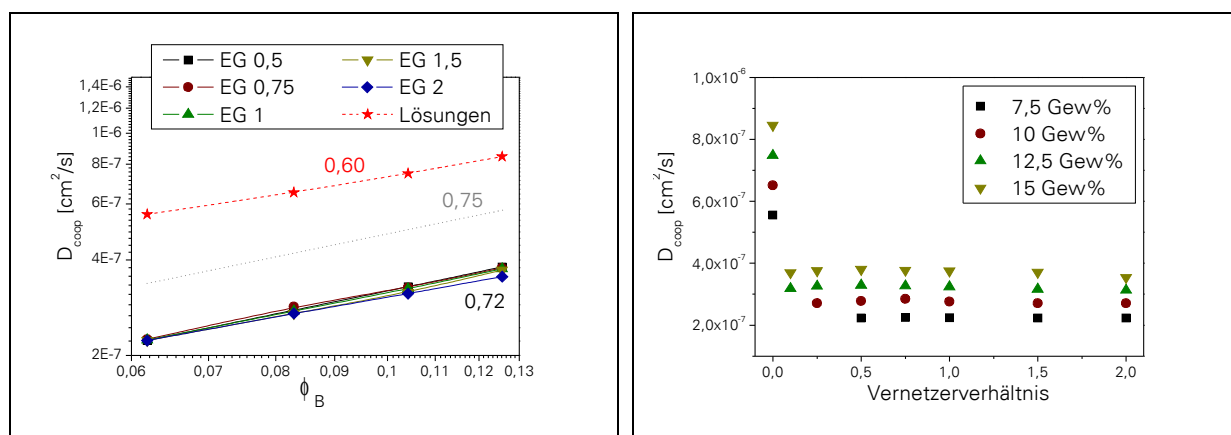 EG 0,5
EG 1,5
EG 0,75
EG 2
EG 1
Lösungen
1,4E-6
1,2E-6
1E-6
8E-7
6E-7
4E-7
2E-7
D_coop [cm²/s]
0,60
0,75
0,72
0,06
0,07
0,08
0,09
0,1
0,11
0,12
0,13
ϕ_B
1,0x10⁻⁶
8,0x10⁻⁷
6,0x10⁻⁷
4,0x10⁻⁷
2,0x10⁻⁷
D_coop [cm²/s]
7,5 Gew%
10 Gew%
12,5 Gew%
15 Gew%
0,0
0,5
1,0
1,5
2,0
Vernetzerverhältnis